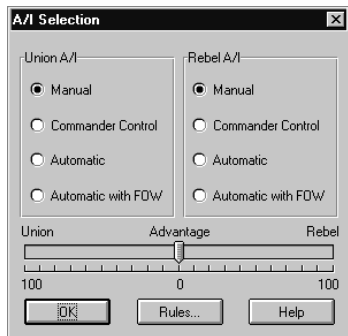 A/I Selection
Union A/I Rebel A/I
Manual Manual
Commander Control Commander Control
Automatic Automatic
Automatic with FOW Automatic with FOW
Union Advantage Rebel
100 0 100
OK Rules... Help